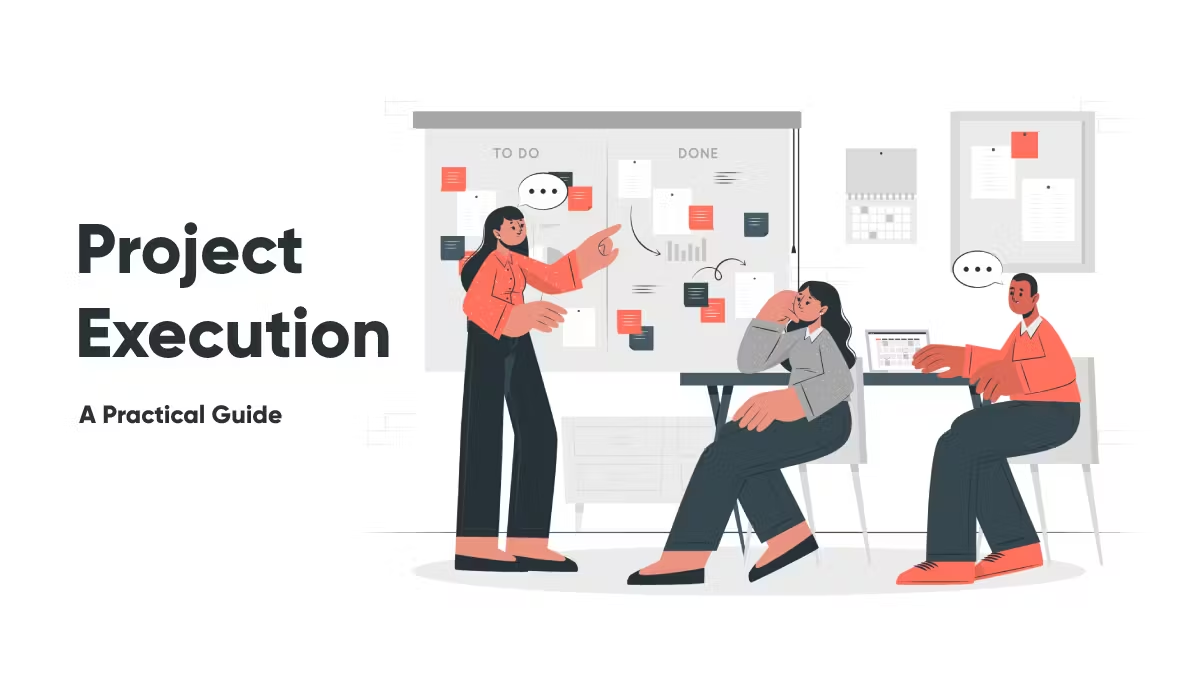 Project
Execution
A Practical Guide
TO DO
DONE